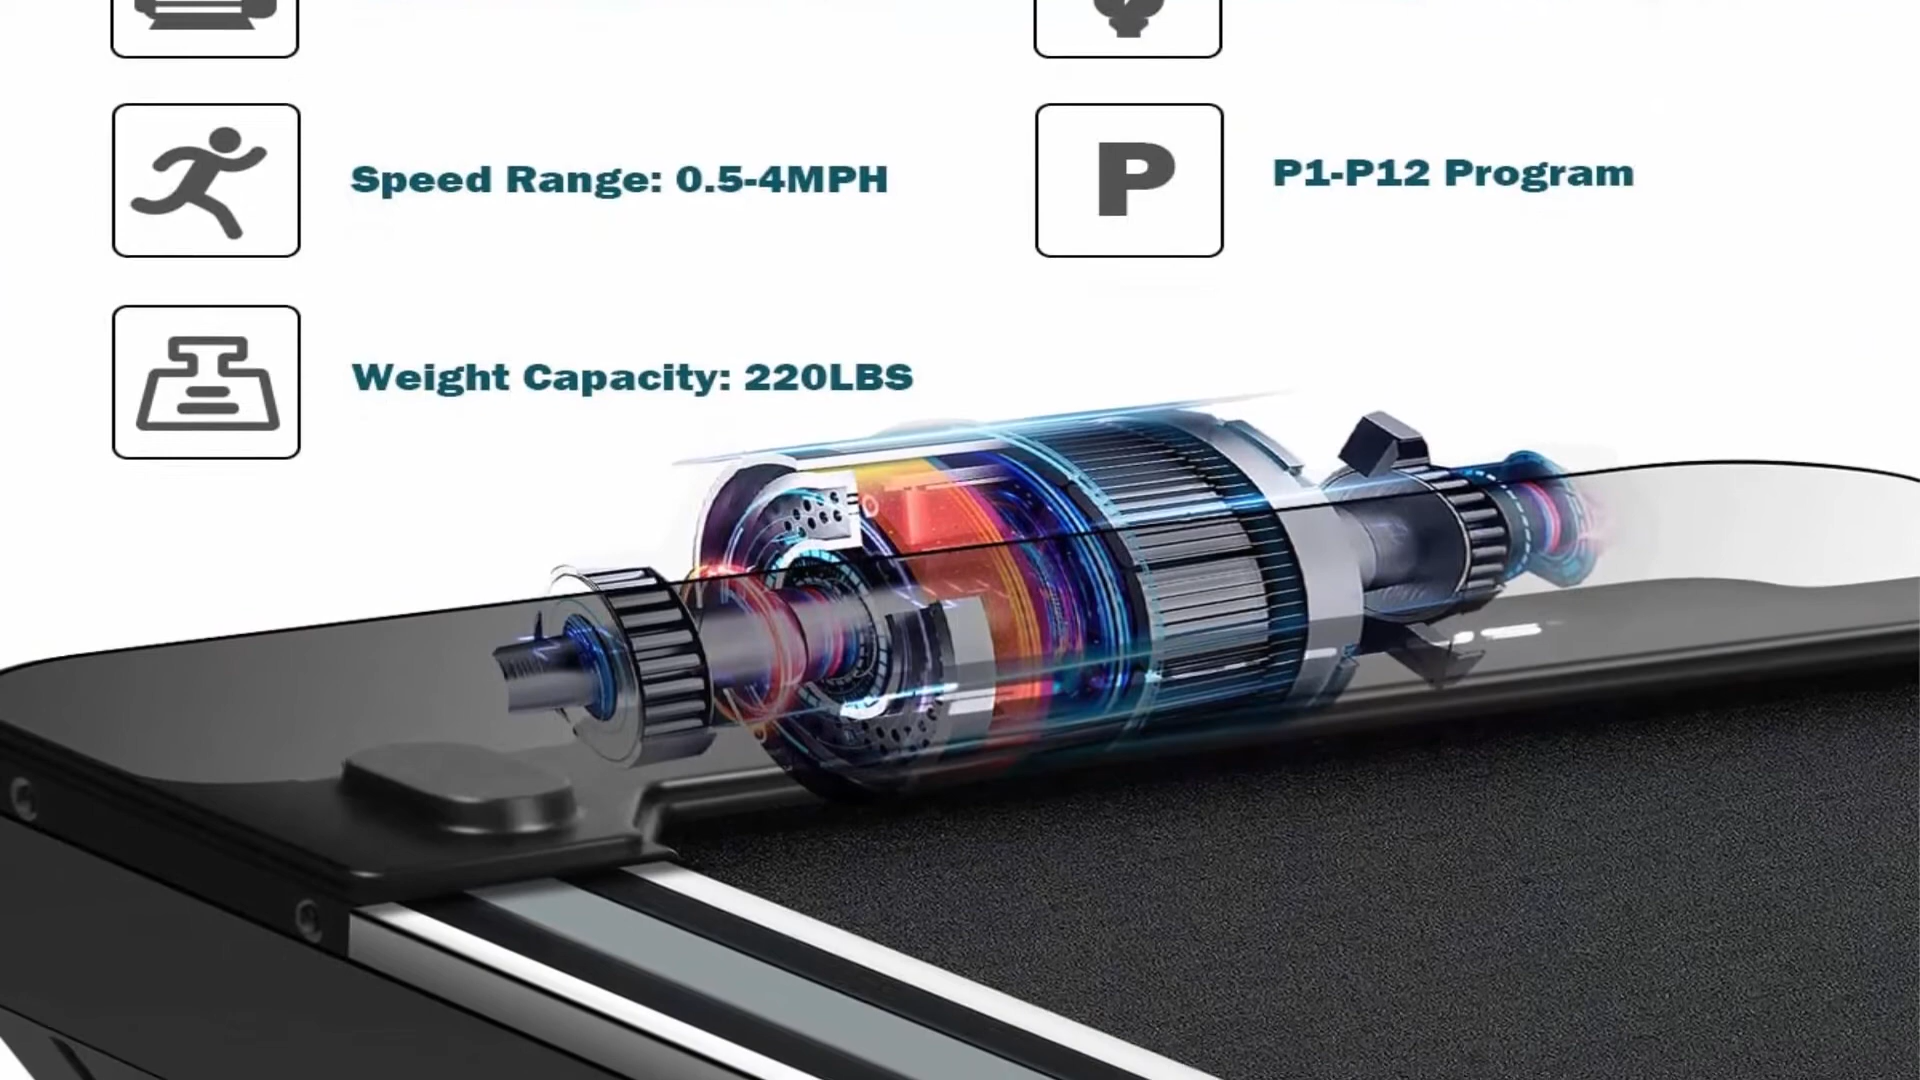 Speed Range: 0.5-4MPH
P
P1-P12 Program
Weight Capacity: 220LBS